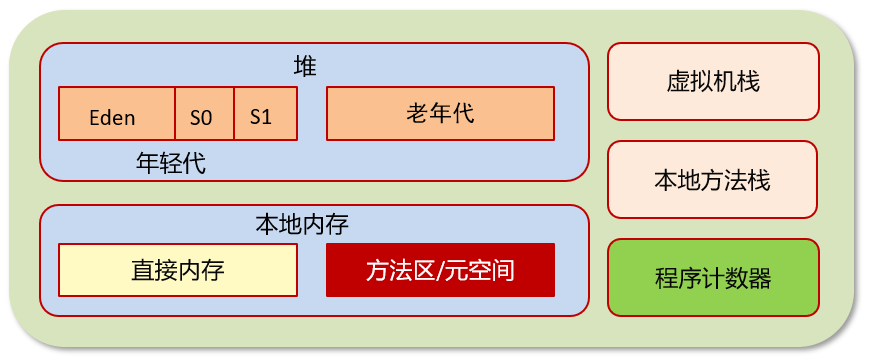 堆
Eden
S0
S1
老年代
年轻代
本地内存
直接内存
方法区/元空间
虚拟机栈
本地方法栈
程序计数器